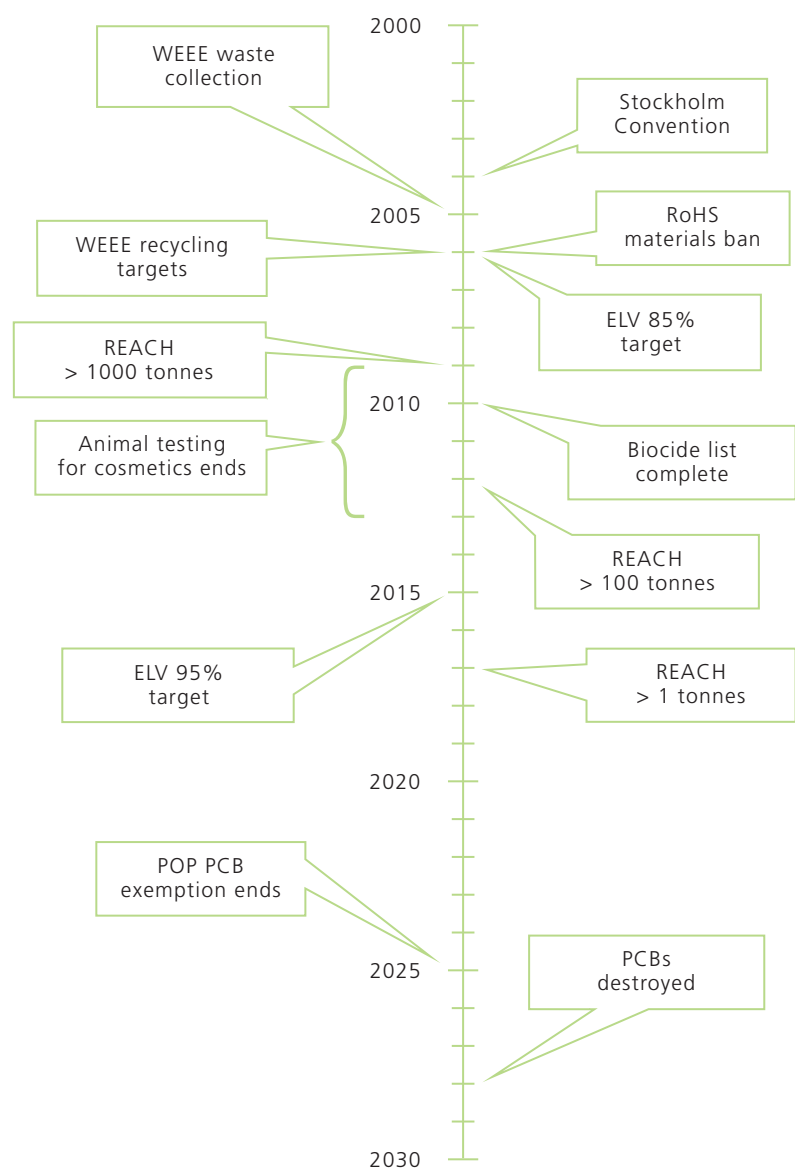 2000
WEEE waste
collection
Stockholm
Convention
2005
RoHS
materials ban
WEEE recycling
targets
ELV 85%
target
REACH
> 1000 tonnes
2010
Animal testing
for cosmetics ends
Biocide list
complete
REACH
> 100 tonnes
2015
ELV 95%
target
REACH
> 1 tonnes
2020
POP PCB
exemption ends
PCBs
destroyed
2025
2030